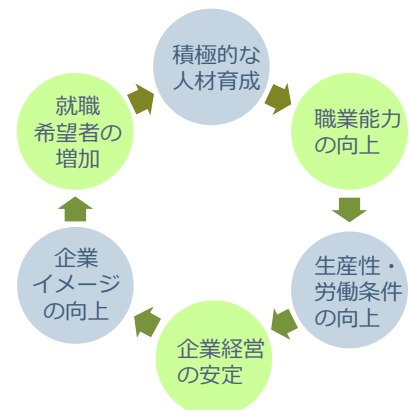 積極的な
人材育成
職業能力
の向上
生産性・
労働条件
の向上
企業経営
の安定
企業
イメージ
の向上
就職
希望者の
増加